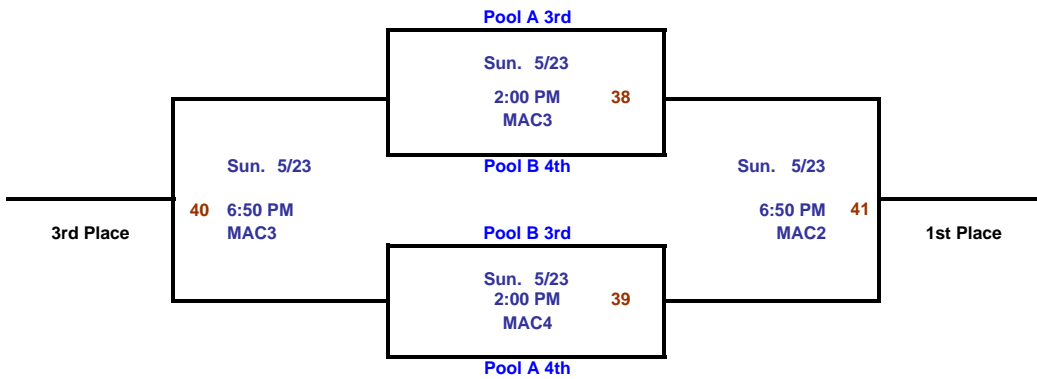 Pool A 3rd
Sun. 5/23
2:00 PM 38
MAC3
Pool B 4th
Sun. 5/23
40 6:50 PM
MAC3
3rd Place
Sun. 5/23
6:50 PM 41
MAC2
1st Place
Pool B 3rd
Sun. 5/23
2:00 PM 39
MAC4
Pool A 4th